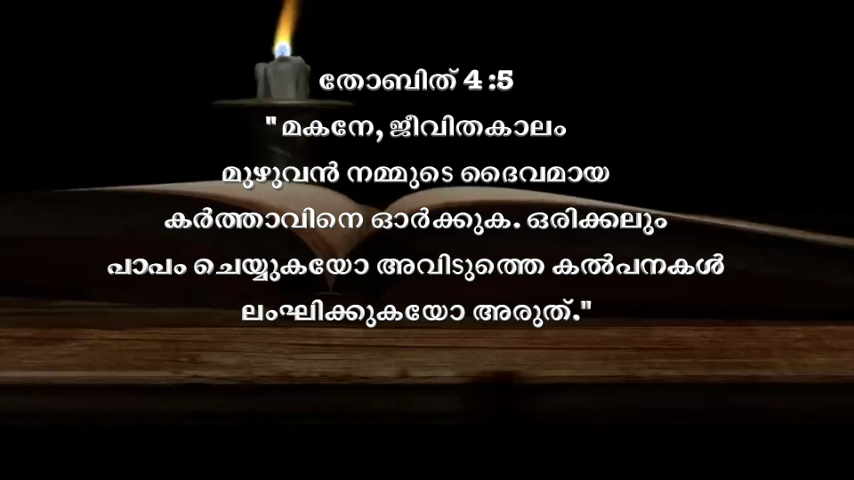 തോബിത് 4 :5
" മകനേ, ജീവിതകാലം
മുഴുവൻ നമ്മുടെ ദൈവമായ
കർത്താവിനെ ഓർക്കുക. ഒരിക്കലും
പാപം ചെയ്യുകയോ അവിടുത്തെ കൽപനകൾ
ലംഘിക്കുകയോ അരുത്."